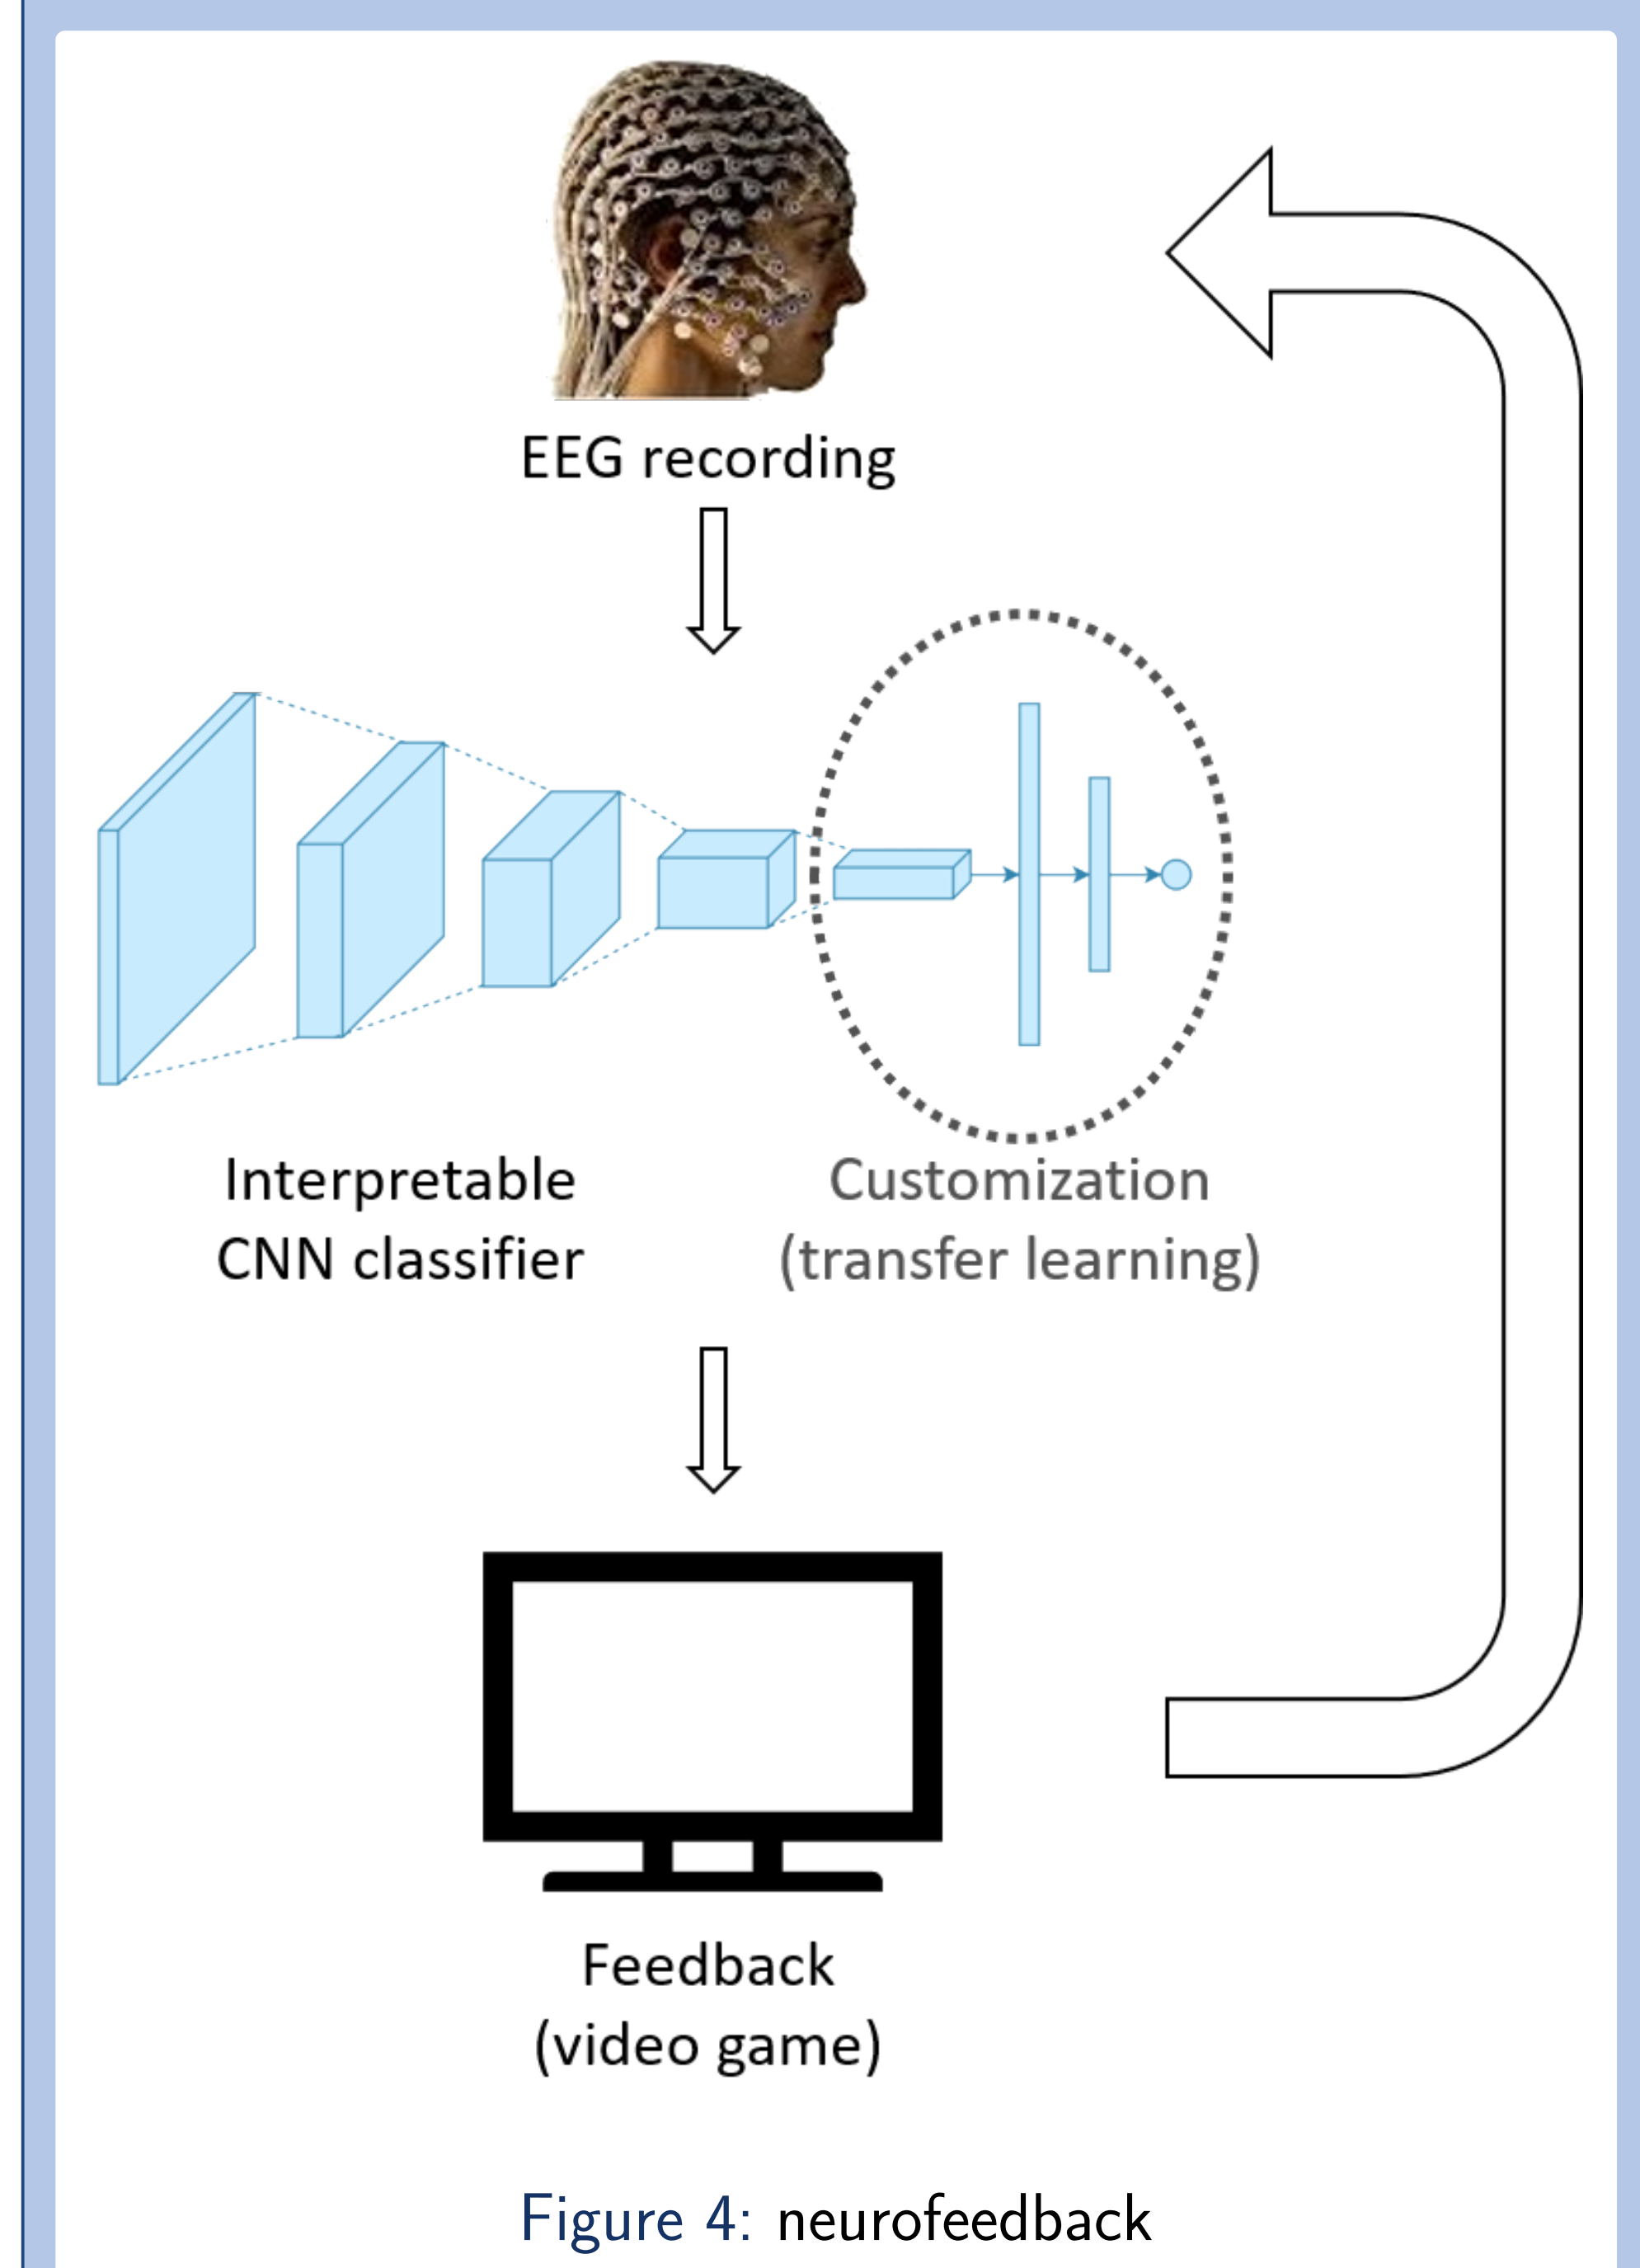 EEG recording
Interpretable
CNN classifier
Customization
(transfer learning)
Feedback
(video game)
Figure 4: neurofeedback